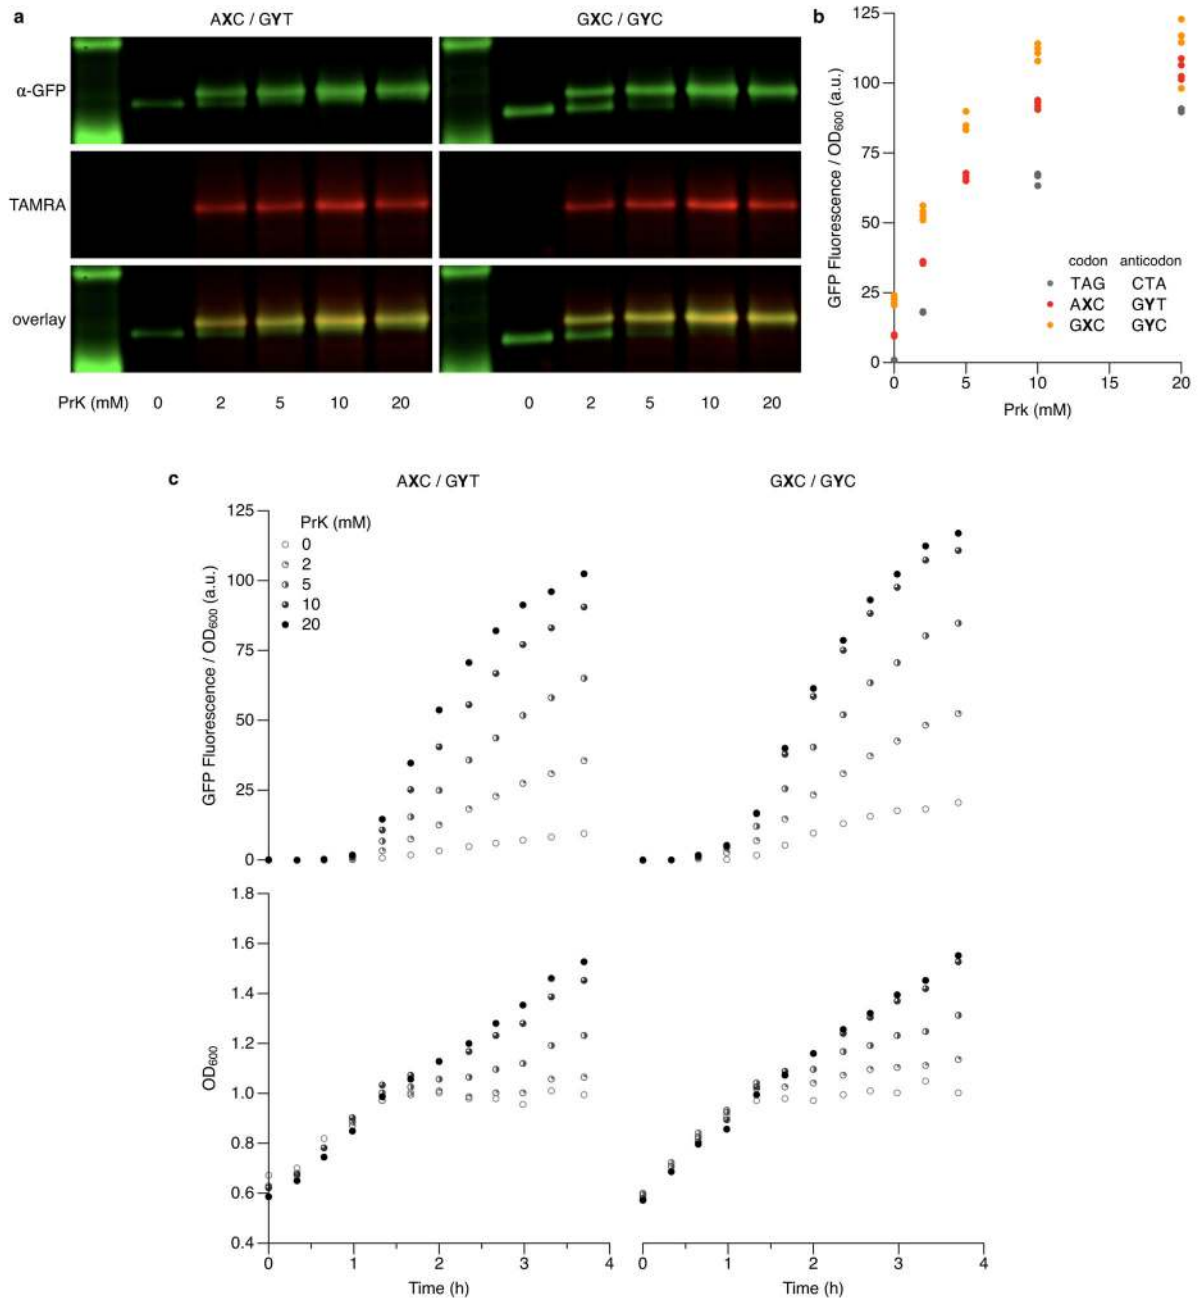 a
AXC / GYT
GXC / GYC
α-GFP
TAMRA
overlay
PrK (mM) 0 2 5 10 20 0 2 5 10 20
b
GFP Fluorescence / OD600 (a.u.)
125
100
75
50
25
0
codon anticodon
TAG CTA
AXC GYT
GXC GYC
0 5 10 15 20
Prk (mM)
c
AXC / GYT
GXC / GYC
GFP Fluorescence / OD600 (a.u.)
125
100
75
50
25
0
PrK (mM)
0
2
5
10
20
OD600
1.8
1.6
1.4
1.2
1.0
0.8
0.6
0.4
0 1 2 3 4 0 1 2 3 4
Time (h) Time (h)